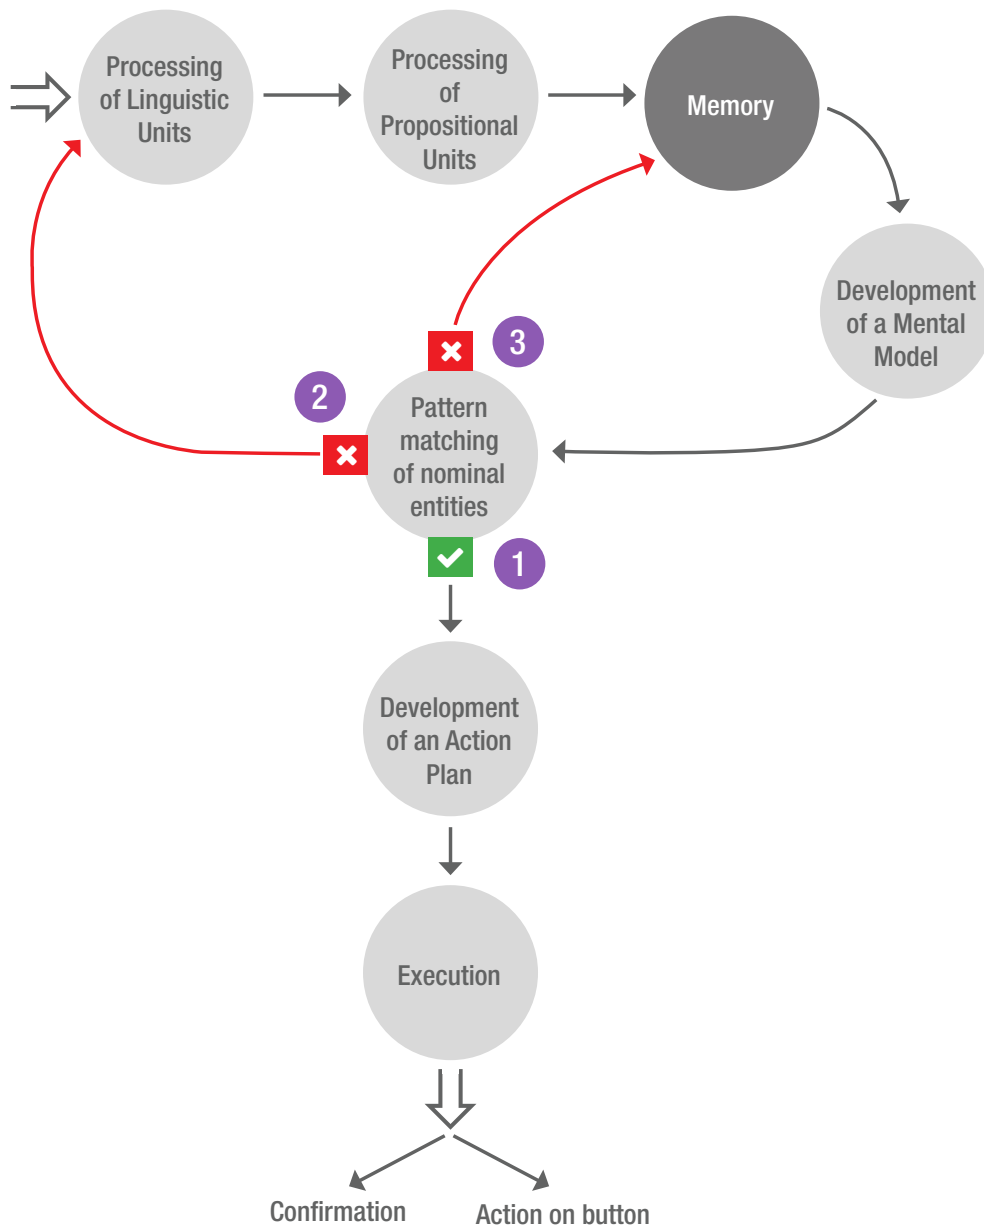 Processing
of Linguistic
Units
Processing
of
Propositional
Units
Memory
Development
of a Mental
Model
3
2
Pattern
matching
of nominal
entities
1
Development
of an Action
Plan
Execution
Confirmation
Action on button